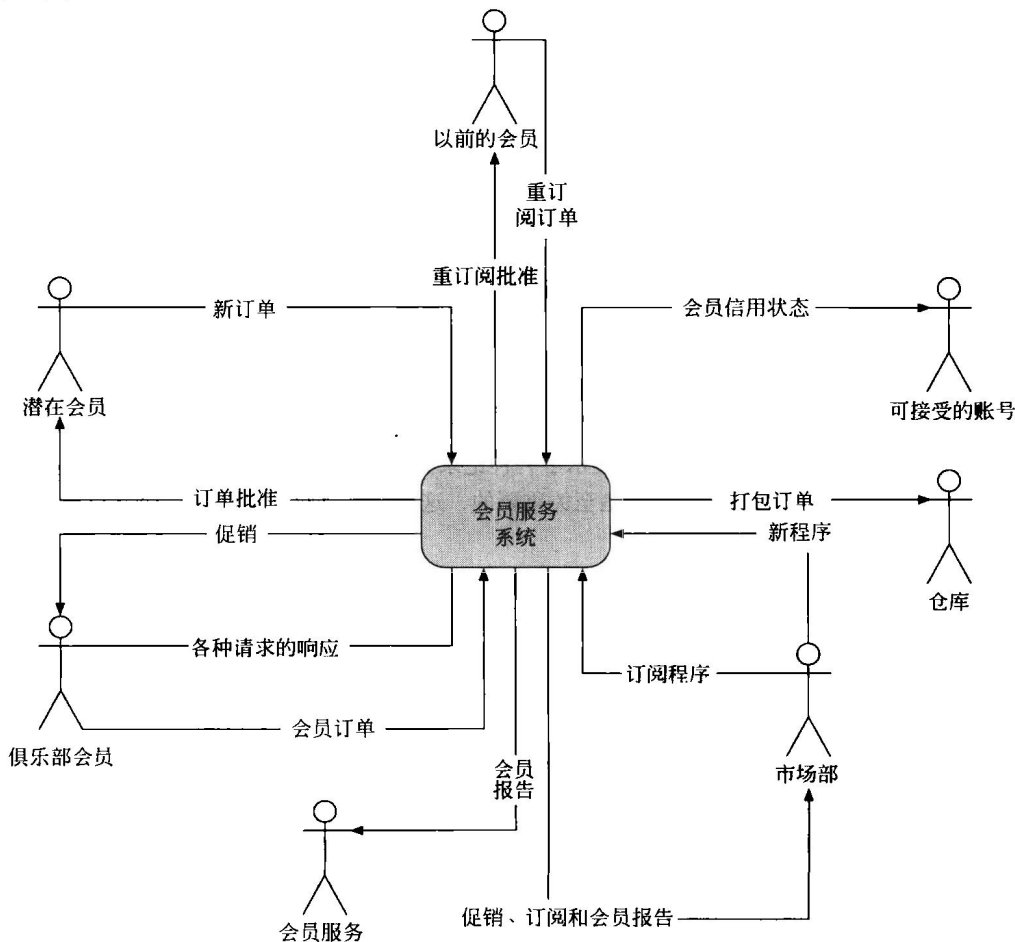 以前的会员
重订
阅订单
重订阅批准
新订单
会员信用状态
潜在会员
可接受的账号
订单批准
会员服务
系统
打包订单
促销
新程序
仓库
各种请求的响应
订阅程序
会员订单
俱乐部会员
会员
报告
市场部
促销、订阅和会员报告
会员服务